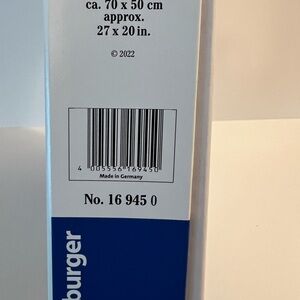 ca. 70 x 50 cm
approx.
27 x 20 in.
© 2022
4 005556 169450
Made in Germany
No. 16 945 0
burger